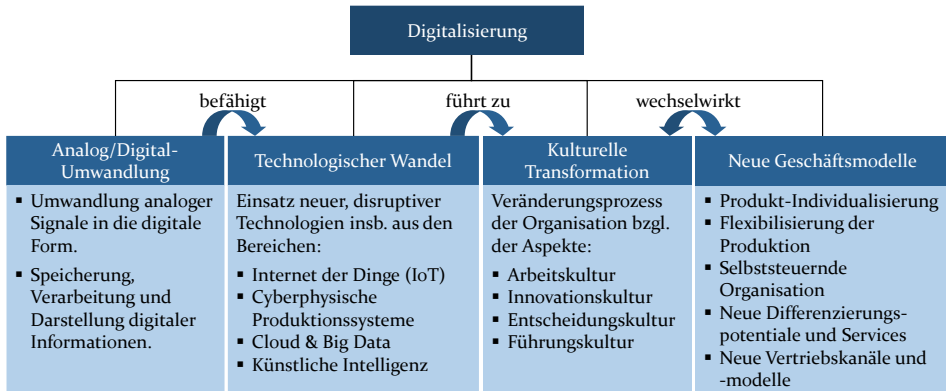 Digitalisierung
befähigt
führt zu
wechselwirkt
Analog/Digital-
Umwandlung
▪ Umwandlung analoger
Signale in die digitale
Form.
▪ Speicherung,
Verarbeitung und
Darstellung digitaler
Informationen.
Technologischer Wandel
Einsatz neuer, disruptiver
Technologien insb. aus den
Bereichen:
▪ Internet der Dinge (IoT)
▪ Cyberphysische
Produktionssysteme
▪ Cloud & Big Data
▪ Künstliche Intelligenz
Kulturelle
Transformation
Veränderungsprozess
der Organisation bzgl.
der Aspekte:
▪ Arbeitskultur
▪ Innovationskultur
▪ Entscheidungskultur
▪ Führungskultur
Neue Geschäftsmodelle
▪ Produkt-Individualisierung
▪ Flexibilisierung der
Produktion
▪ Selbststeuernde
Organisation
▪ Neue Differenzierungs-
potentiale und Services
▪ Neue Vertriebskanäle und
-modelle